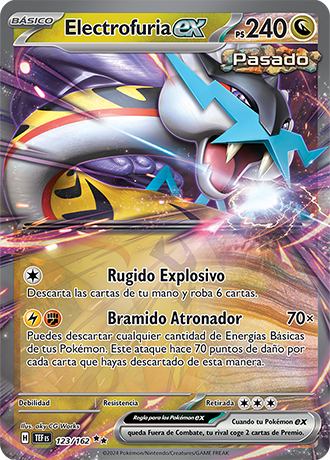 BÁSICO Electrofuria ex PS 240
Pasado
Rugido Explosivo
Descarta las cartas de tu mano y roba 6 cartas.
Bramido Atronador 70×
Puedes descartar cualquier cantidad de Energías Básicas
de tus Pokémon. Este ataque hace 70 puntos de daño por
cada carta que hayas descartado de esta manera.
Debilidad Resistencia Retirada
Illus. aky CG Works
Regla para los Pokémon ex
Cuando tu Pokémon ex
queda Fuera de Combate, tu rival coge 2 cartas de Premio.
H TEF ES 123/162
©2024 Pokémon/Nintendo/Creatures/GAME FREAK